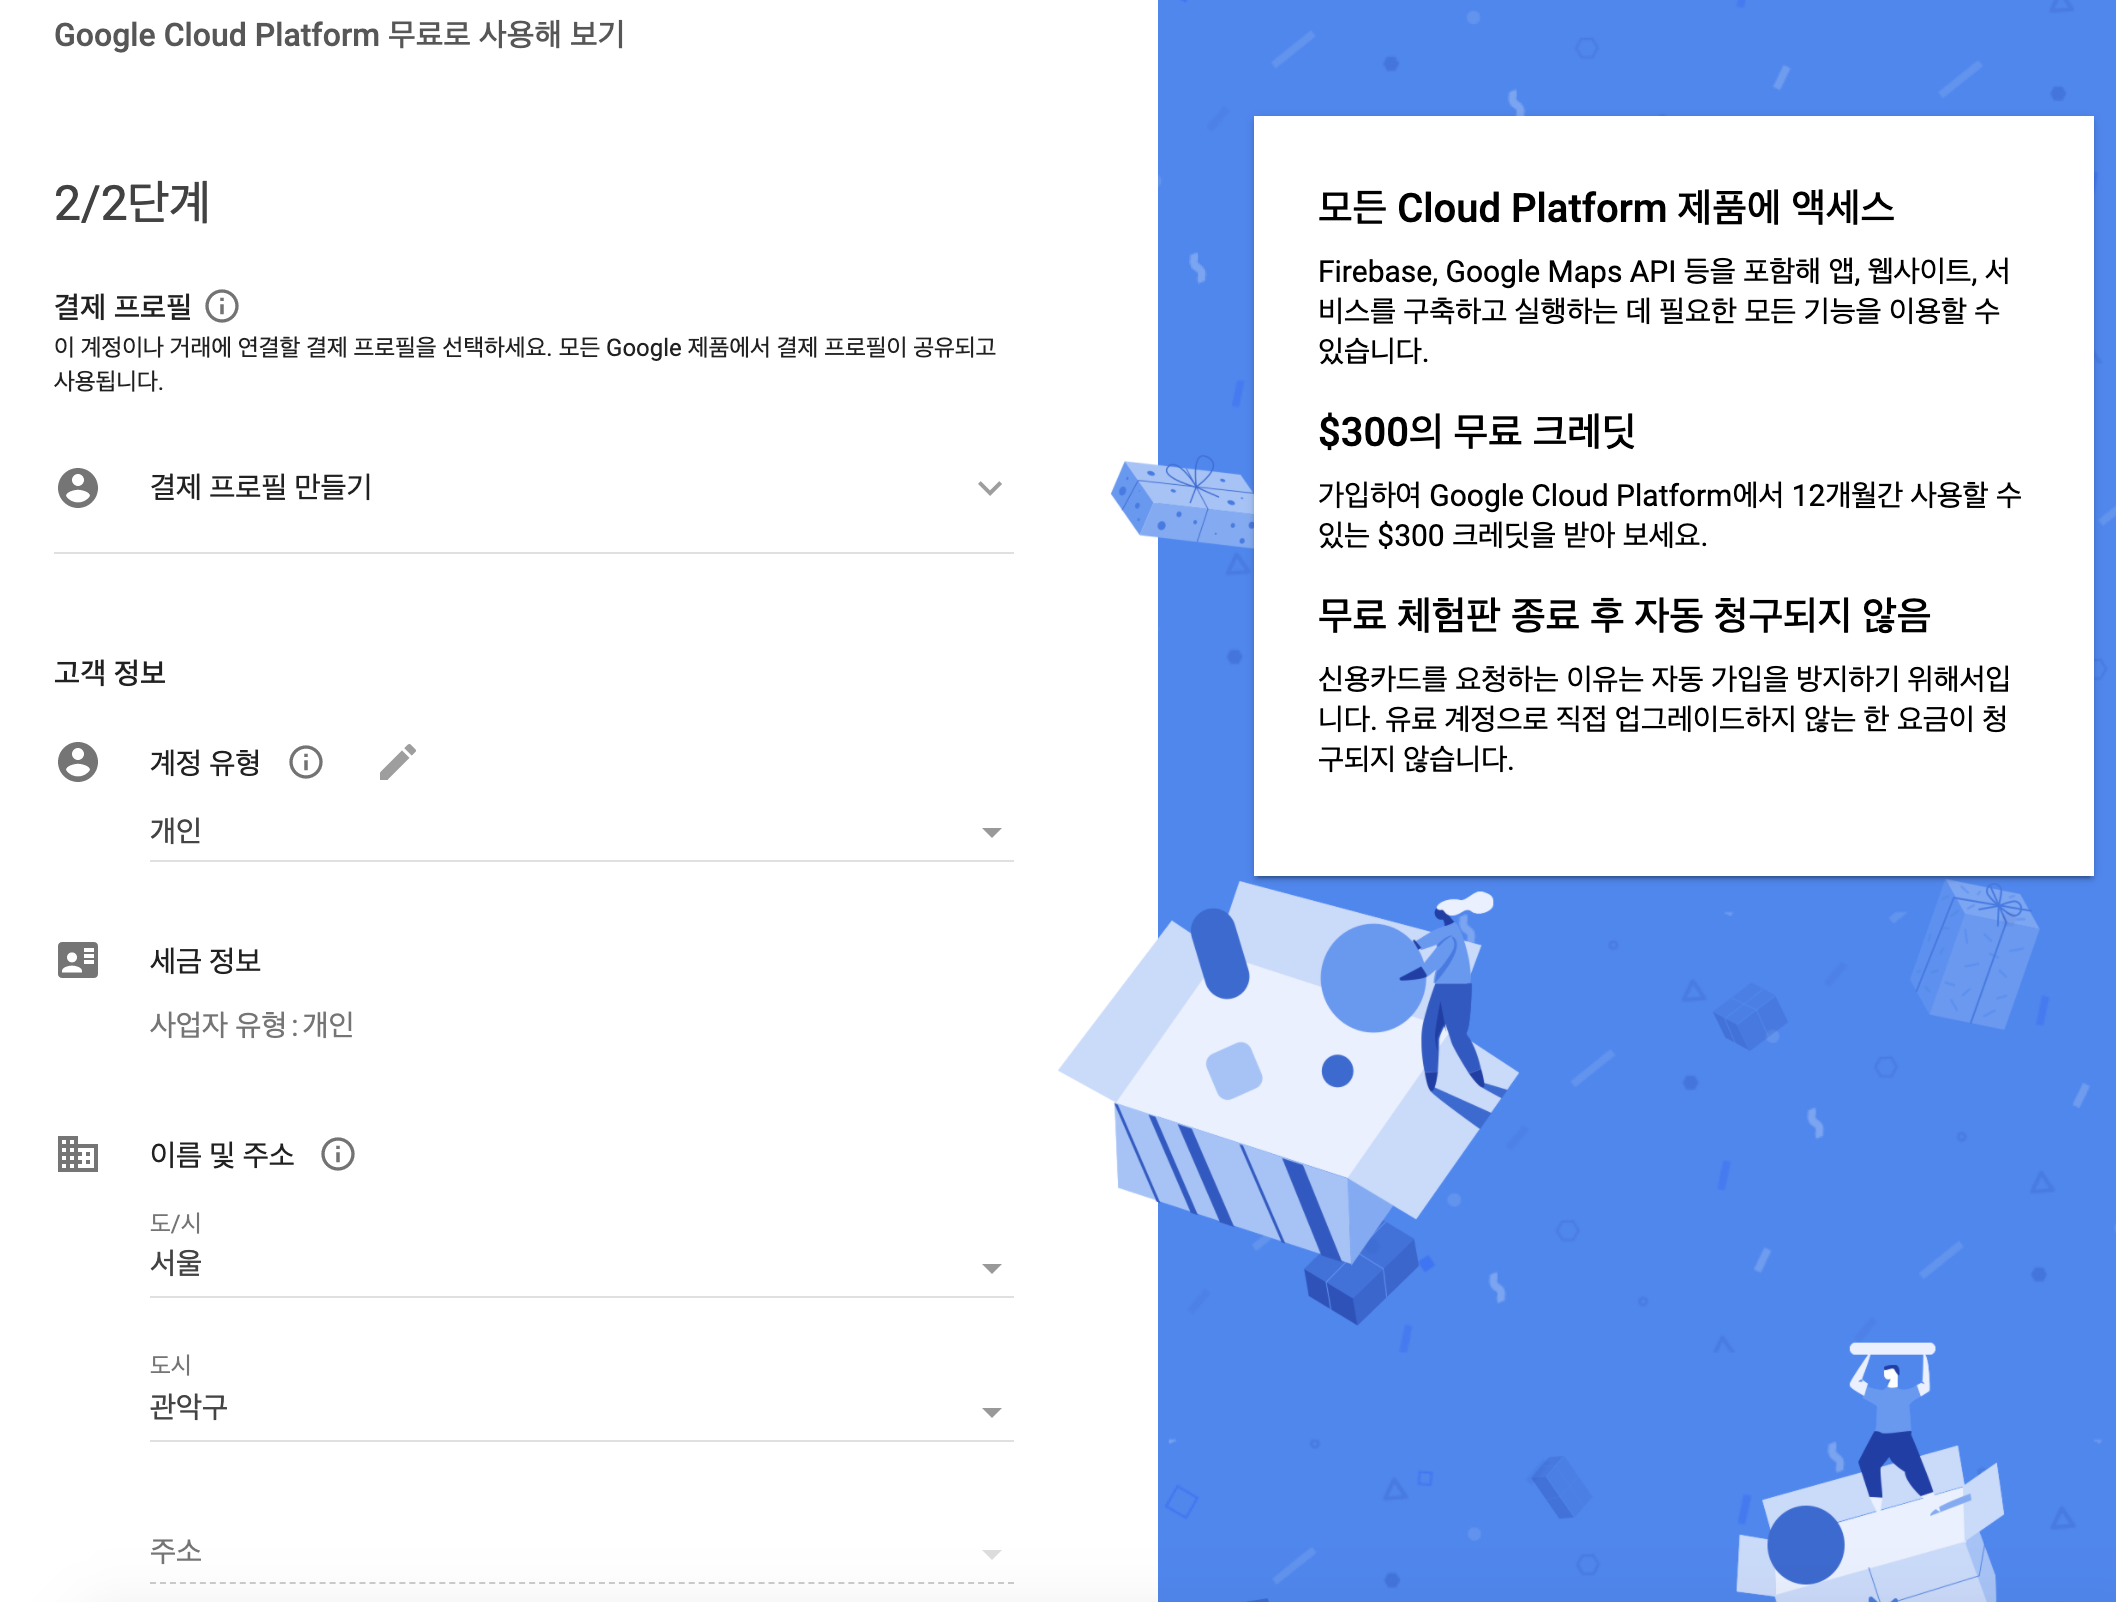 Google Cloud Platform 무료로 사용해 보기
2/2단계
결제 프로필
이 계정이나 거래에 연결할 결제 프로필을 선택하세요. 모든 Google 제품에서 결제 프로필이 공유되고
사용됩니다.
결제 프로필 만들기
고객 정보
계정 유형
개인
세금 정보
사업자 유형: 개인
이름 및 주소
도/시
서울
도시
관악구
주소
모든 Cloud Platform 제품에 액세스
Firebase, Google Maps API 등을 포함해 앱, 웹사이트, 서
비스를 구축하고 실행하는 데 필요한 모든 기능을 이용할 수
있습니다.
$300의 무료 크레딧
가입하여 Google Cloud Platform에서 12개월간 사용할 수
있는 $300 크레딧을 받아 보세요.
무료 체험판 종료 후 자동 청구되지 않음
신용카드를 요청하는 이유는 자동 가입을 방지하기 위해서입
니다. 유료 계정으로 직접 업그레이드하지 않는 한 요금이 청
구되지 않습니다.